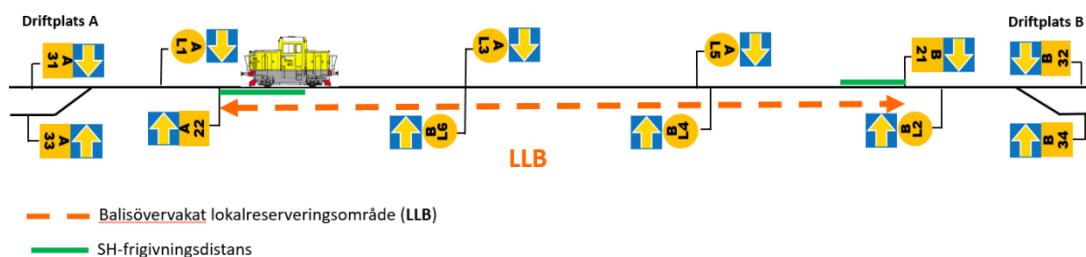 Driftplats A
Driftplats B
A
31
A
L1
A
L3
A
L5
B
21
B
32
A
33
A
22
B
L6
B
L4
B
L2
B
34
LLB
Balisövervakat lokalreserveringsområde (LLB)
SH-frigivningsdistans